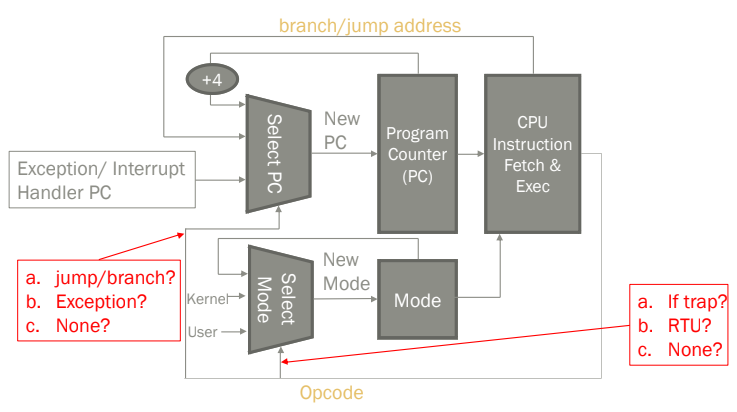 branch/jump address
+4
Select PC
New
PC
Program
Counter
(PC)
CPU
Instruction
Fetch &
Exec
Exception/ Interrupt
Handler PC
a. jump/branch?
b. Exception?
c. None?
Kernel
User
Select
Mode
New
Mode
Mode
a. If trap?
b. RTU?
c. None?
Opcode